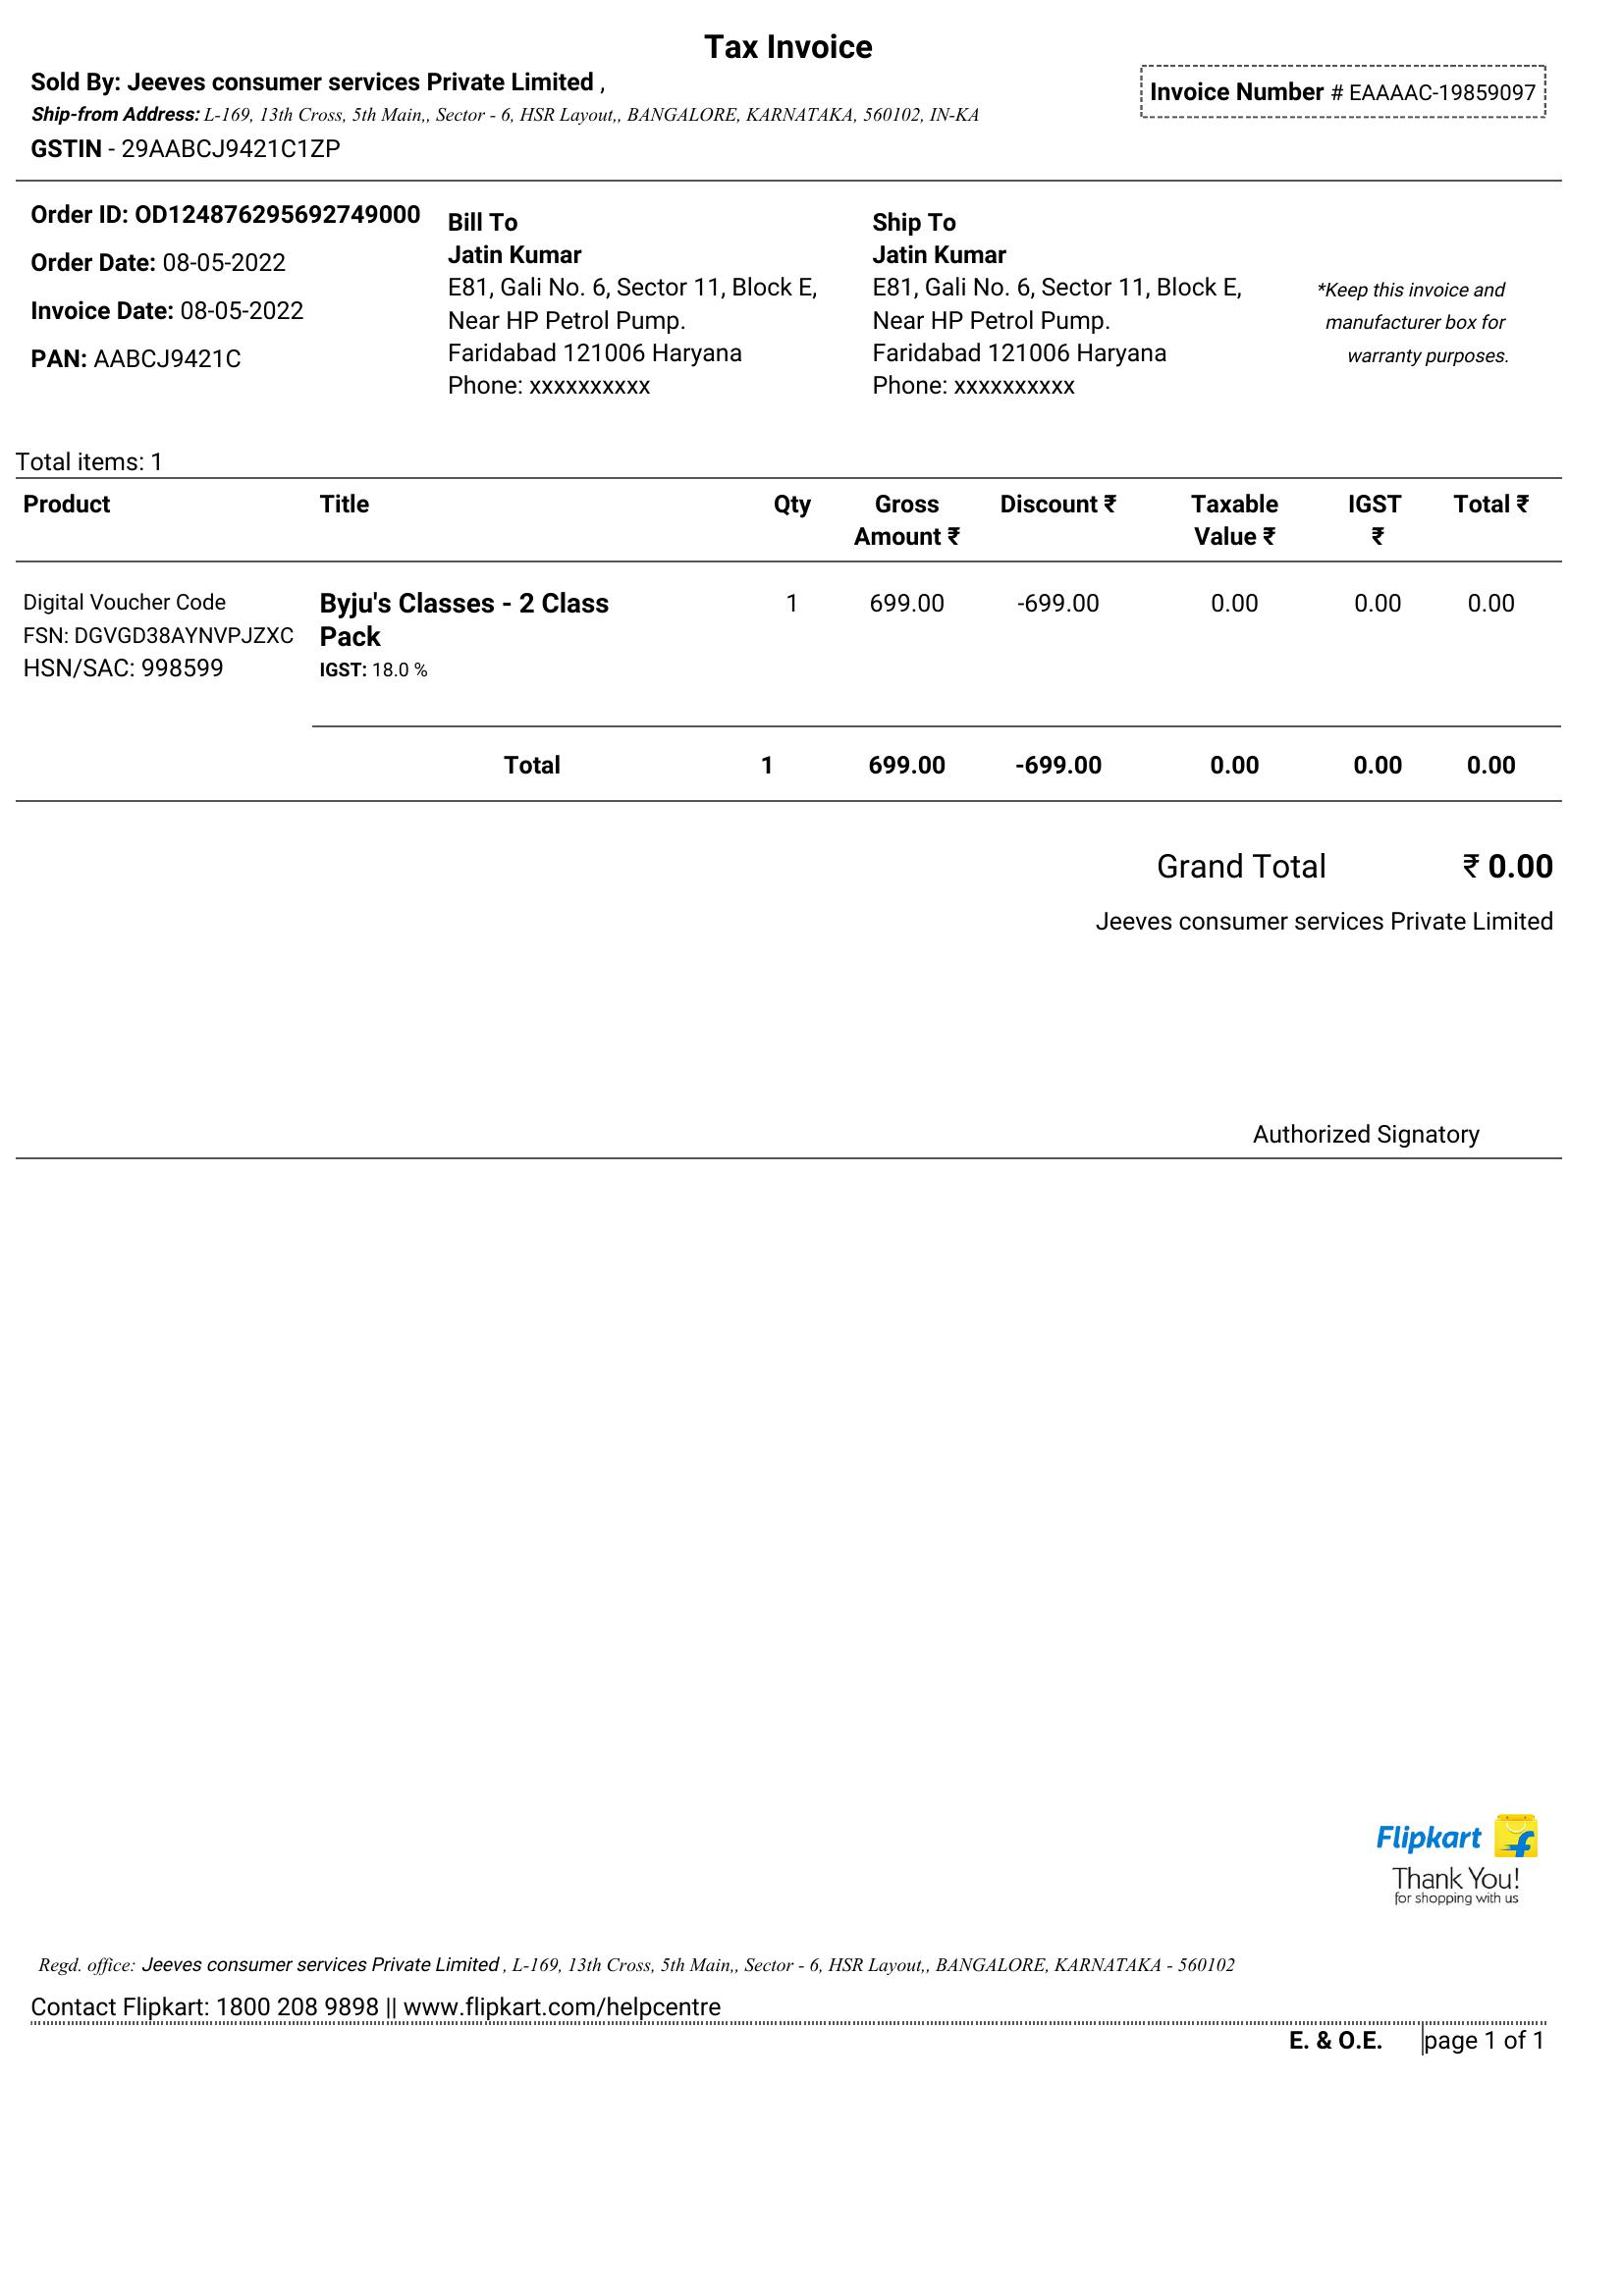 Tax Invoice
Sold By: Jeeves consumer services Private Limited ,
Invoice Number # EAAAAC-19859097
Ship-from Address: L-169, 13th Cross, 5th Main,, Sector - 6, HSR Layout,, BANGALORE, KARNATAKA, 560102, IN-KA
GSTIN - 29AABCJ9421C1ZP
Order ID: OD124876295692749000
Order Date: 08-05-2022
Invoice Date: 08-05-2022
PAN: AABCJ9421C
Bill To
Jatin Kumar
E81, Gali No. 6, Sector 11, Block E,
Near HP Petrol Pump.
Faridabad 121006 Haryana
Phone: xxxxxxxxxx
Ship To
Jatin Kumar
E81, Gali No. 6, Sector 11, Block E,
Near HP Petrol Pump.
Faridabad 121006 Haryana
Phone: xxxxxxxxxx
*Keep this invoice and
manufacturer box for
warranty purposes.
Total items: 1
Product Title Qty Gross Amount ₹ Discount ₹ Taxable Value ₹ IGST ₹ Total ₹
Digital Voucher Code
FSN: DGVGD38AYNVPJZXC
HSN/SAC: 998599
Byju's Classes - 2 Class
Pack
IGST: 18.0 %
1 699.00 -699.00 0.00 0.00 0.00
Total 1 699.00 -699.00 0.00 0.00 0.00
Grand Total ₹ 0.00
Jeeves consumer services Private Limited
Authorized Signatory
Flipkart
Thank You!
for shopping with us
Regd. office: Jeeves consumer services Private Limited , L-169, 13th Cross, 5th Main,, Sector - 6, HSR Layout,, BANGALORE, KARNATAKA - 560102
Contact Flipkart: 1800 208 9898 || www.flipkart.com/helpcentre
E. & O.E. page 1 of 1